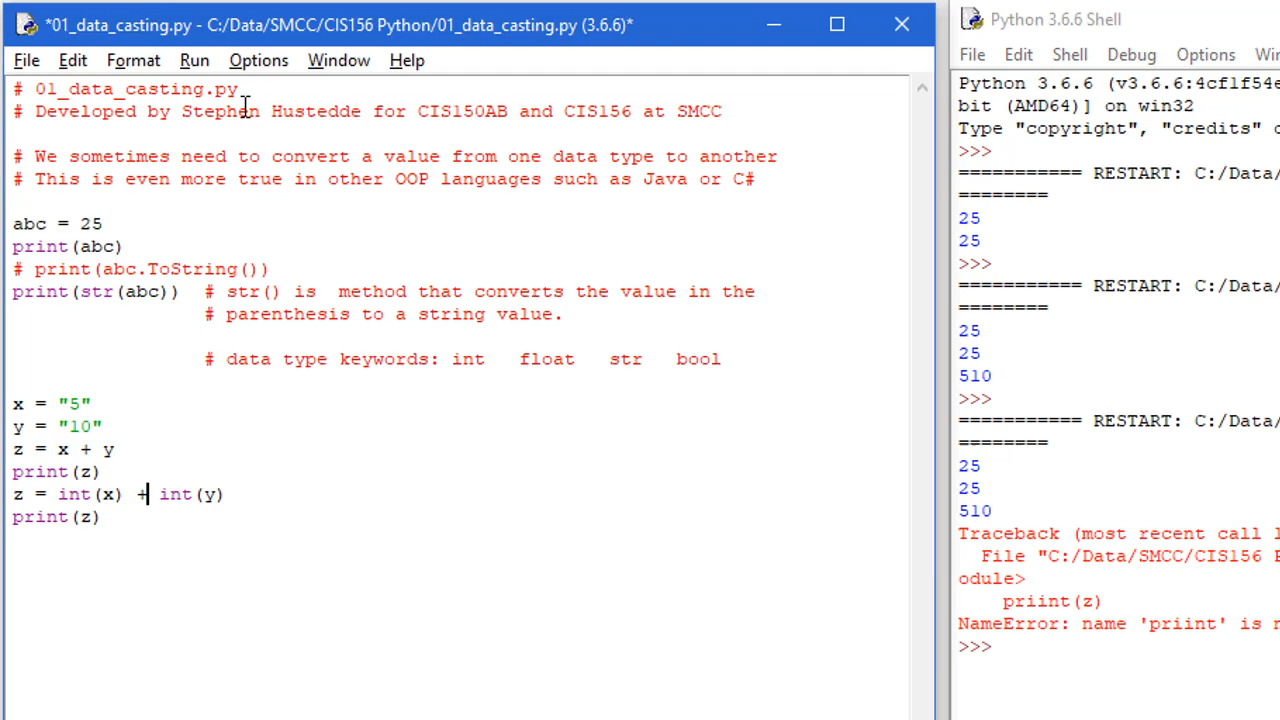 *01_data_casting.py - C:/Data/SMCC/CIS156 Python/01_data_casting.py (3.6.6)*
File Edit Format Run Options Window Help
# 01_data_casting.py
# Developed by Stephen Hustedde for CIS150AB and CIS156 at SMCC
# We sometimes need to convert a value from one data type to another
# This is even more true in other OOP languages such as Java or C#
abc = 25
print(abc)
# print(abc.ToString())
print(str(abc))  # str() is  method that converts the value in the
# parenthesis to a string value.
# data type keywords: int   float   str   bool
x = "5"
y = "10"
z = x + y
print(z)
z = int(x) + int(y)
print(z)
Python 3.6.6 Shell
File Edit Shell Debug Options
Python 3.6.6 (v3.6.6:4cf1f54e
bit (AMD64)] on win32
Type "copyright", "credits"
>>>
=========== RESTART: C:/Data/
========
25
25
>>>
=========== RESTART: C:/Data/
========
25
25
510
>>>
=========== RESTART: C:/Data/
========
25
25
510
Traceback (most recent call
File "C:/Data/SMCC/CIS156
odule>
priint(z)
NameError: name 'priint' is
>>>